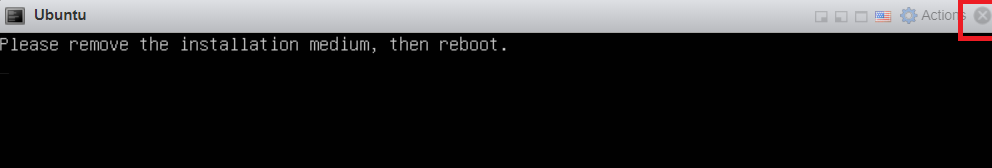 Ubuntu
Actions
Please remove the installation medium, then reboot.